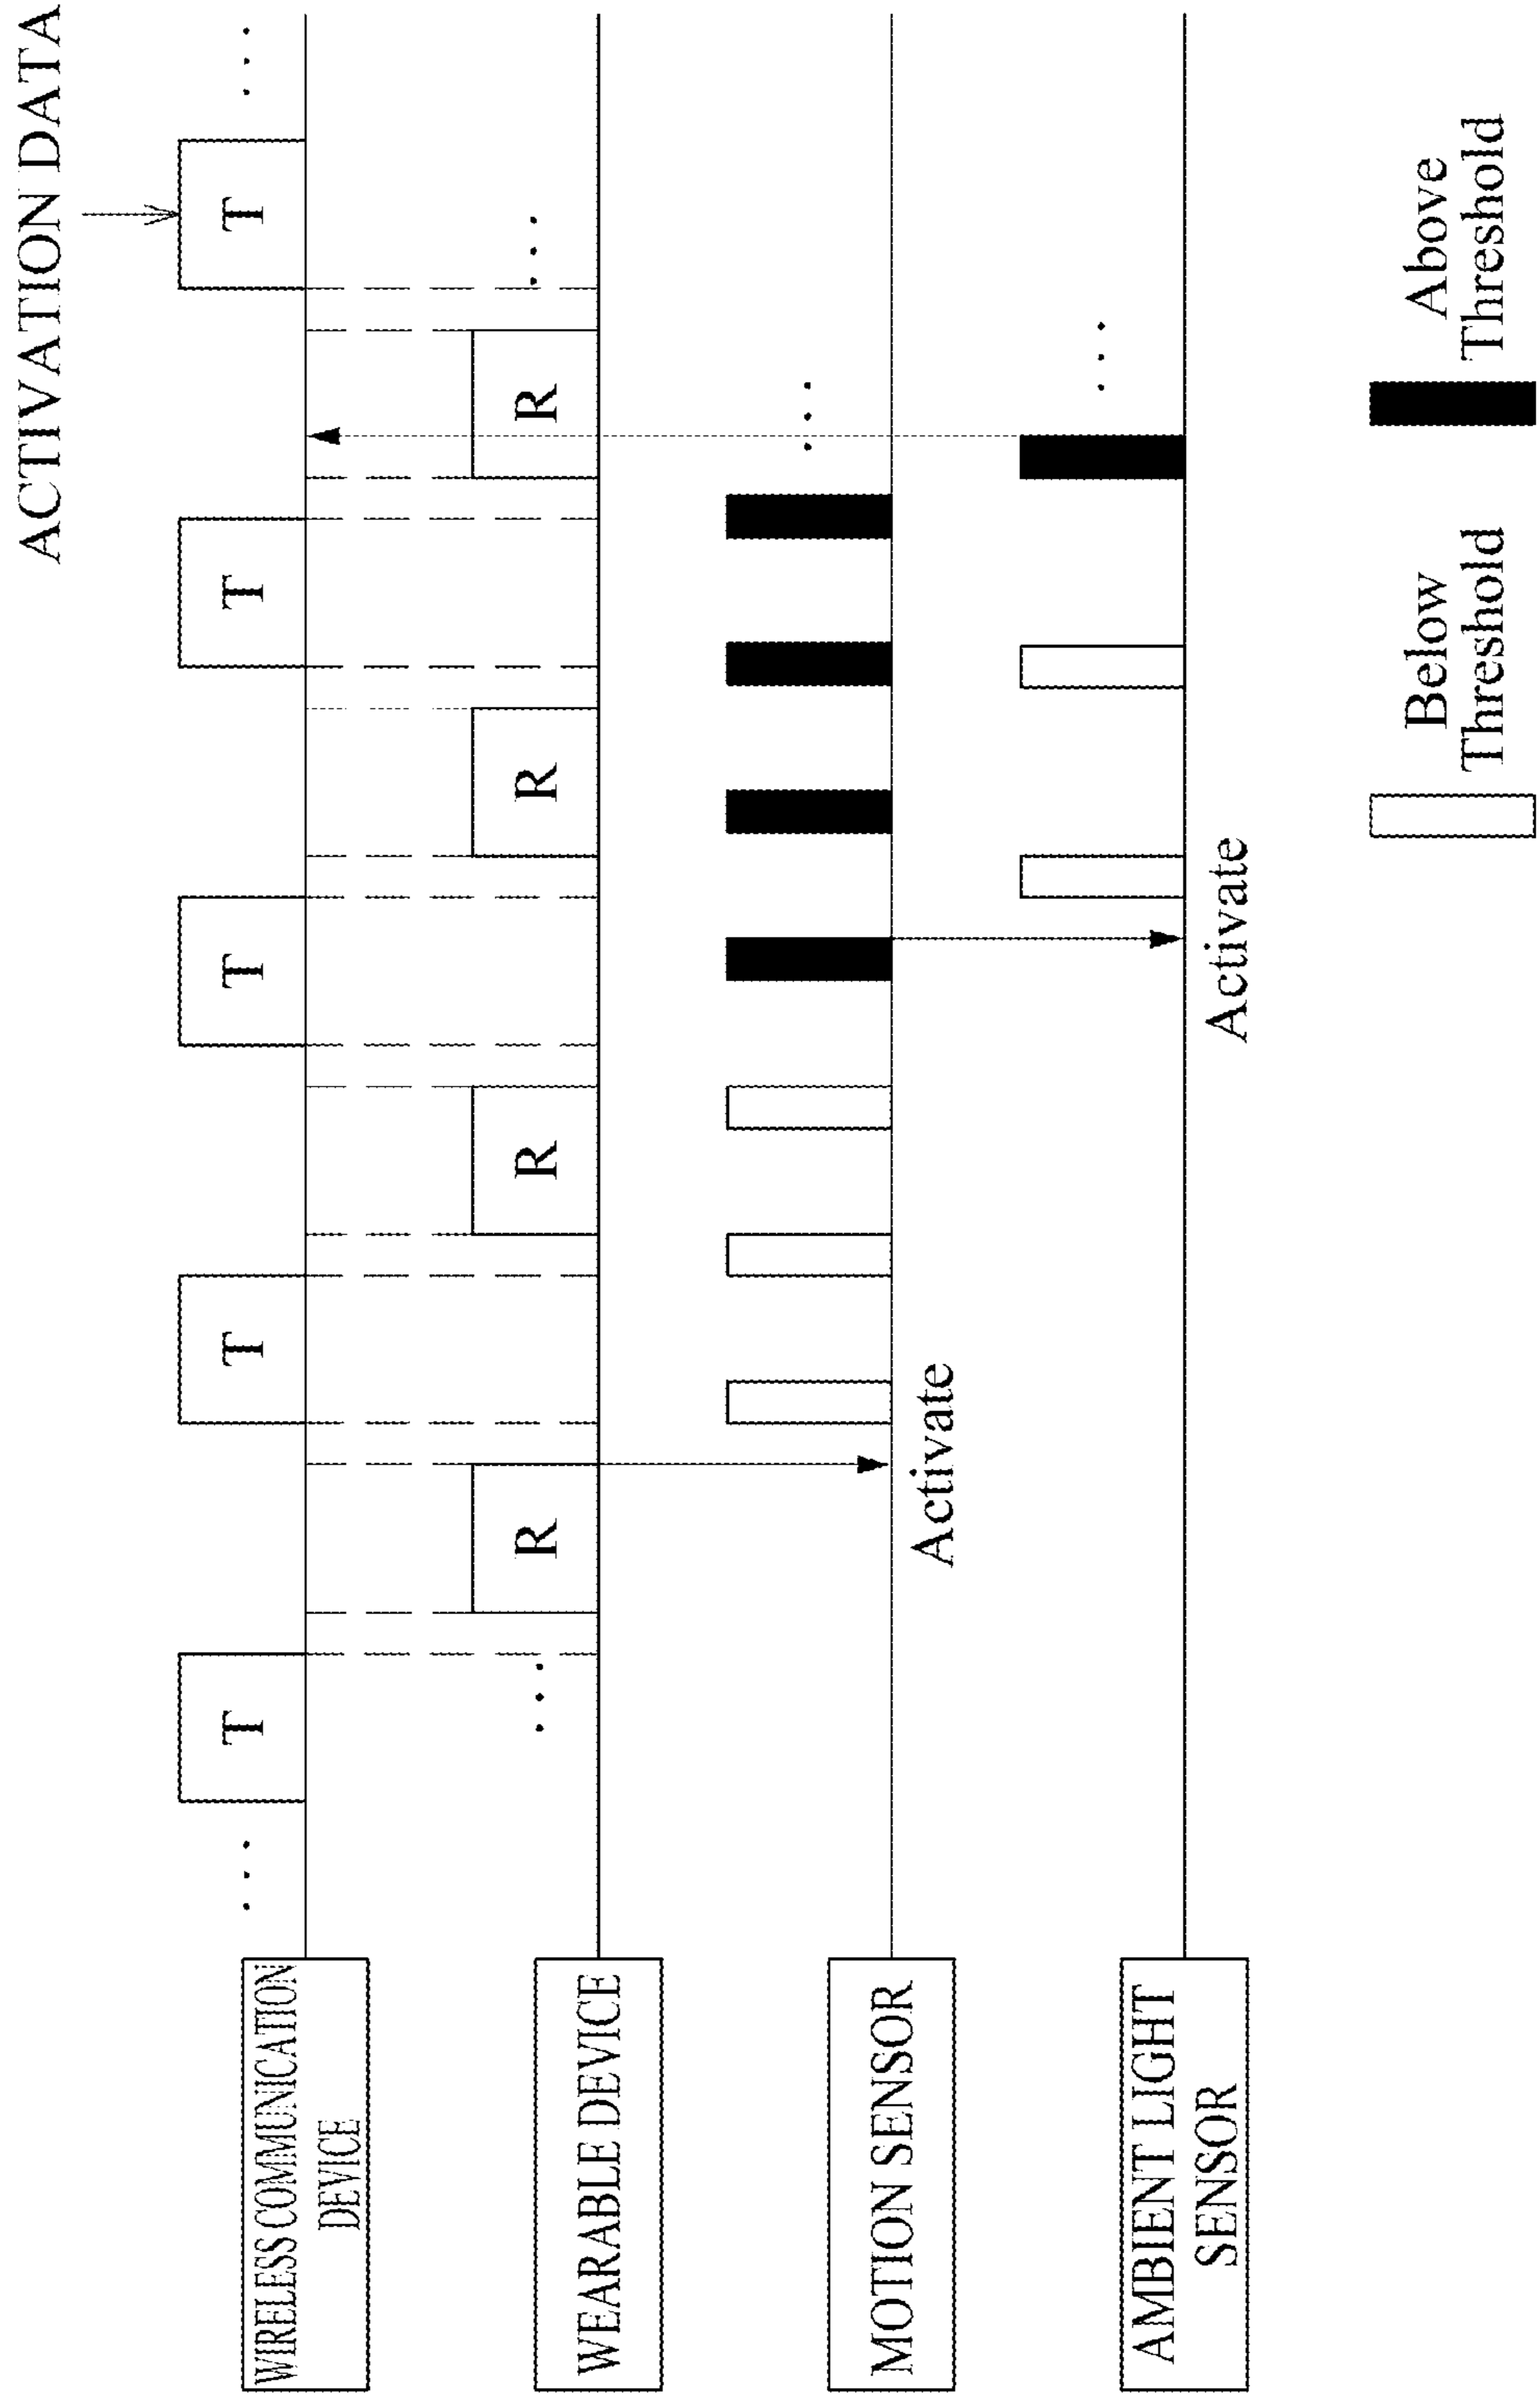 ACTIVATION DATA
. . .
T
T
T
T
T
. . .
WIRELESS COMMUNICATION
DEVICE
. . .
R
R
R
R
. . .
WEARABLE DEVICE
. . .
Activate
MOTION SENSOR
. . .
Activate
AMBIENT LIGHT
SENSOR
Below
Threshold
Above
Threshold